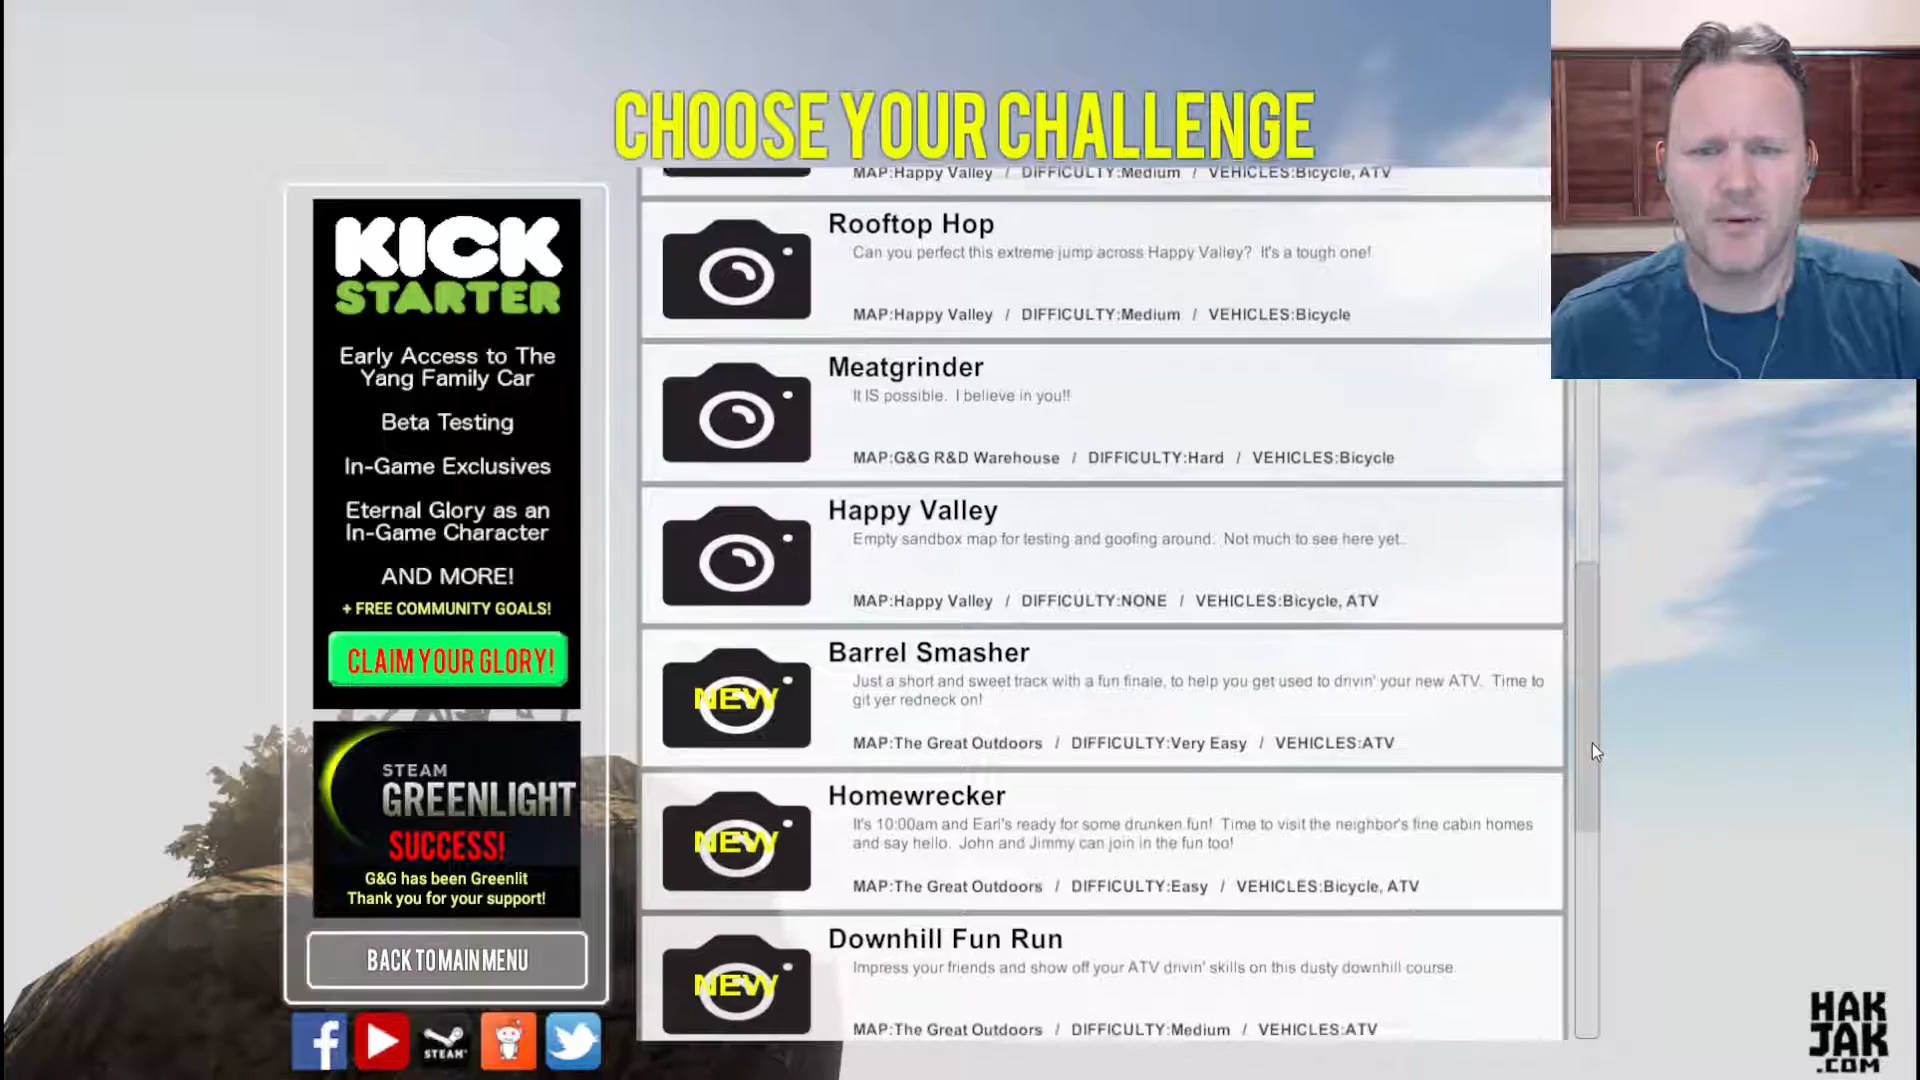 CHOOSE YOUR CHALLENGE
MAP:Happy Valley / DIFFICULTY:Medium / VEHICLES:Bicycle, ATV
Rooftop Hop
Can you perfect this extreme jump across Happy Valley? It's a tough one!
MAP:Happy Valley / DIFFICULTY:Medium / VEHICLES:Bicycle
Meatgrinder
It IS possible. I believe in you!!
MAP:G&G R&D Warehouse / DIFFICULTY:Hard / VEHICLES:Bicycle
Happy Valley
Empty sandbox map for testing and goofing around. Not much to see here yet..
MAP:Happy Valley / DIFFICULTY:NONE / VEHICLES:Bicycle, ATV
NEW
Barrel Smasher
Just a short and sweet track with a fun finale, to help you get used to drivin' your new ATV. Time to
git yer redneck on!
MAP:The Great Outdoors / DIFFICULTY:Very Easy / VEHICLES:ATV
NEW
Homewrecker
It's 10:00am and Earl's ready for some drunken fun! Time to visit the neighbor's fine cabin homes
and say hello. John and Jimmy can join in the fun too!
MAP:The Great Outdoors / DIFFICULTY:Easy / VEHICLES:Bicycle, ATV
NEW
Downhill Fun Run
Impress your friends and show off your ATV drivin' skills on this dusty downhill course.
MAP:The Great Outdoors / DIFFICULTY:Medium / VEHICLES:ATV
KICK
STARTER
Early Access to The
Yang Family Car
Beta Testing
In-Game Exclusives
Eternal Glory as an
In-Game Character
AND MORE!
+ FREE COMMUNITY GOALS!
CLAIM YOUR GLORY!
STEAM
GREENLIGHT
SUCCESS!
G&G has been Greenlit
Thank you for your support!
BACK TO MAIN MENU
STEAM
HAK
JAK
.COM